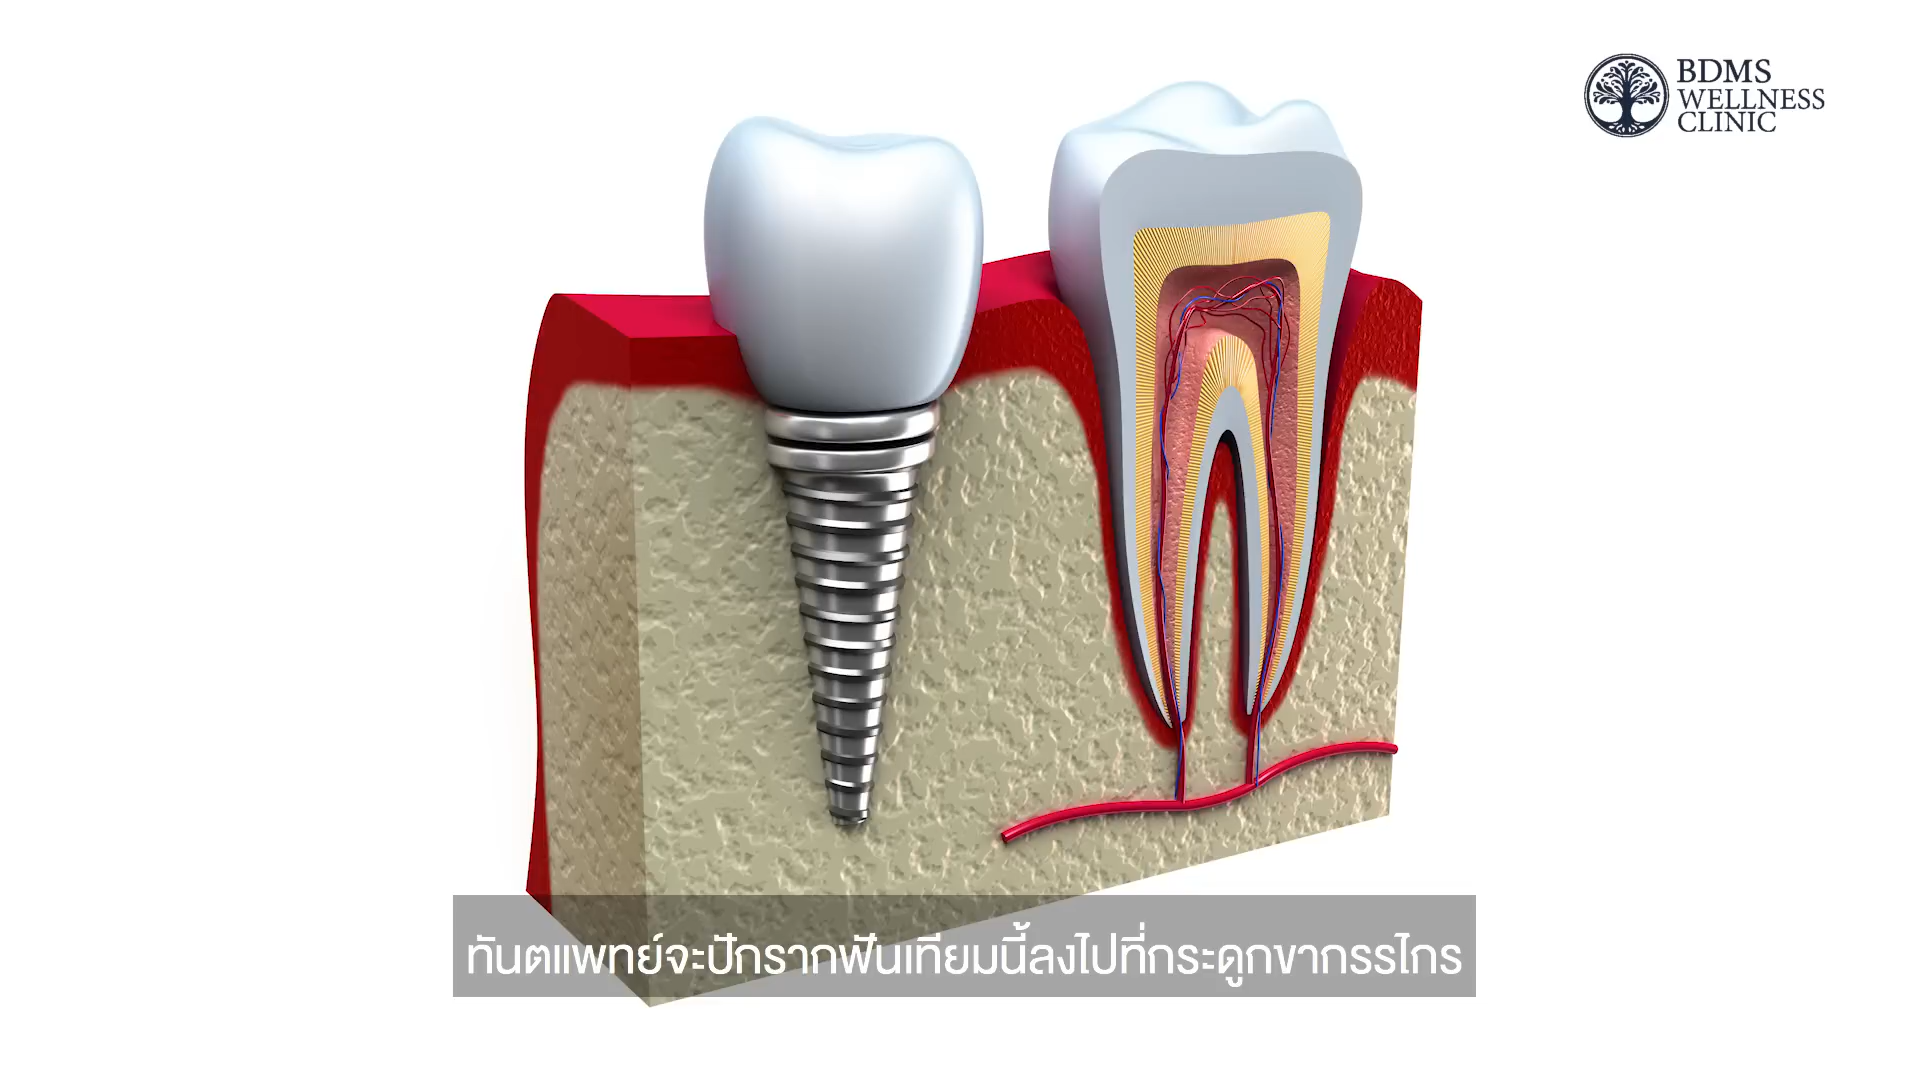 BDMS
WELLNESS
CLINIC
ทันตแพทย์จะปักรากฟันเทียมนี้ลงไปที่กระดูกขากรรไกร